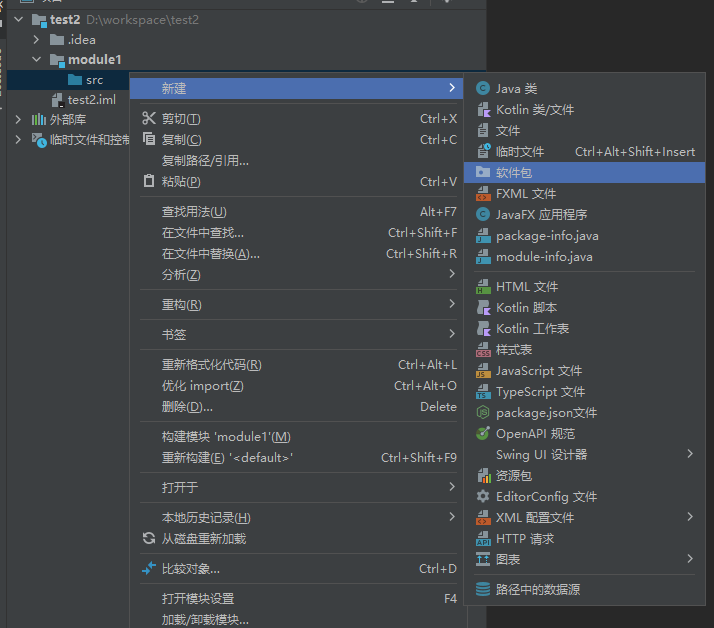 test2 D:\workspace\test2
.idea
module1
src
test2.iml
外部库
临时文件和控制
新建
剪切(T) Ctrl+X
复制(C) Ctrl+C
复制路径/引用...
粘贴(P) Ctrl+V
查找用法(U) Alt+F7
在文件中查找... Ctrl+Shift+F
在文件中替换(A)... Ctrl+Shift+R
分析(Z)
重构(R)
书签
重新格式化代码(R) Ctrl+Alt+L
优化 import(Z) Ctrl+Alt+O
删除(D)... Delete
构建模块 'module1'(M)
重新构建(E) '<default>' Ctrl+Shift+F9
打开于
本地历史记录(H)
从磁盘重新加载
比较对象... Ctrl+D
打开模块设置 F4
加载/卸载模块...
Java 类
Kotlin 类/文件
文件
临时文件 Ctrl+Alt+Shift+Insert
软件包
FXML 文件
JavaFX 应用程序
package-info.java
module-info.java
HTML 文件
Kotlin 脚本
Kotlin 工作表
样式表
JavaScript 文件
TypeScript 文件
package.json文件
OpenAPI 规范
Swing UI 设计器
资源包
EditorConfig 文件
XML 配置文件
HTTP 请求
图表
路径中的数据源